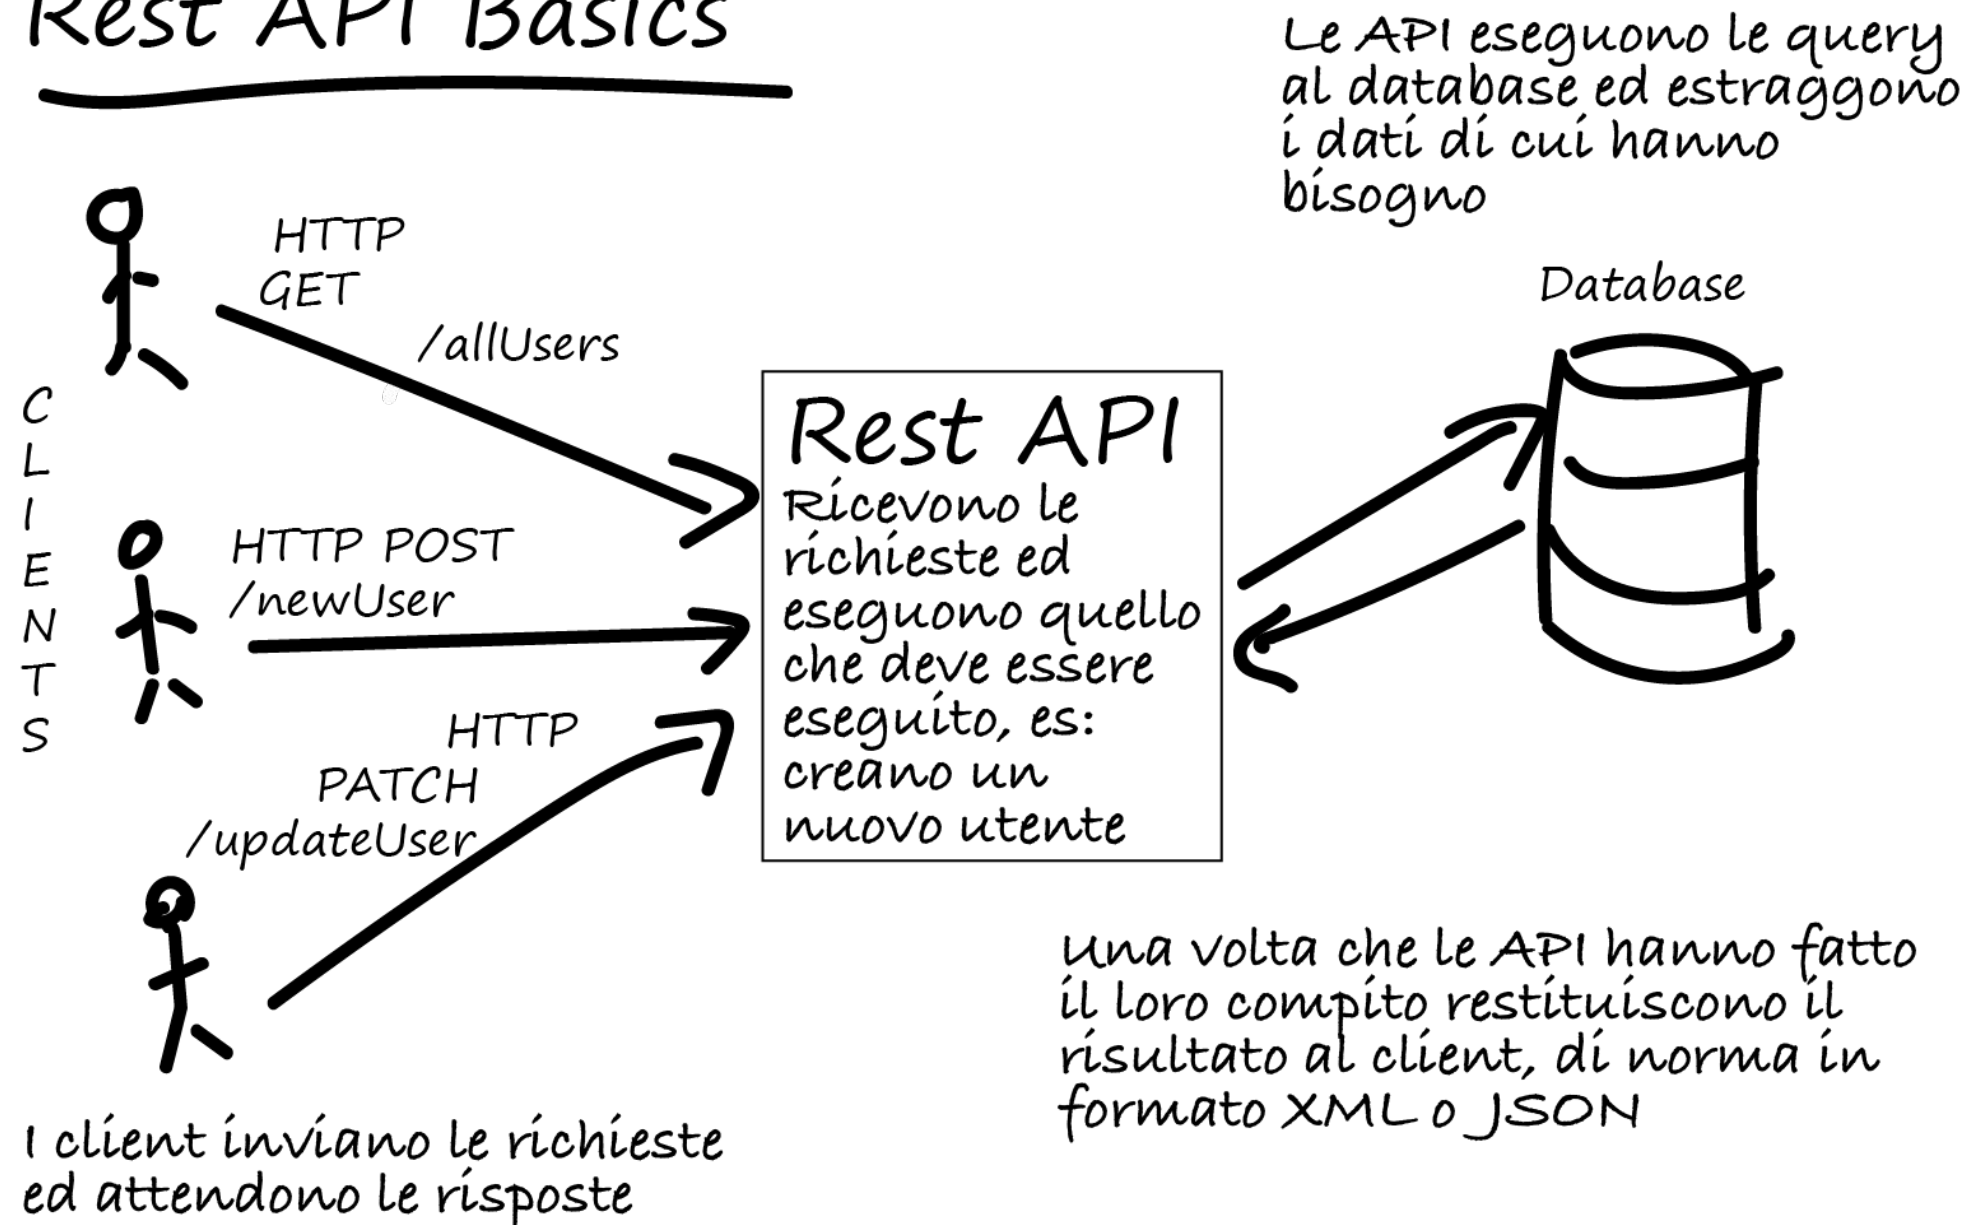 Rest API Basics
Le API eseguono le query
al database ed estraggono
i dati di cui hanno
bisogno
HTTP
GET
/allUsers
Database
CLIENTS
Rest API
Ricevono le
richieste ed
eseguono quello
che deve essere
eseguito, es:
creano un
nuovo utente
HTTP POST
/newUser
HTTP
PATCH
/updateUser
Una volta che le API hanno fatto
il loro compito restituiscono il
risultato al client, di norma in
formato XML o JSON
I client inviano le richieste
ed attendono le risposte